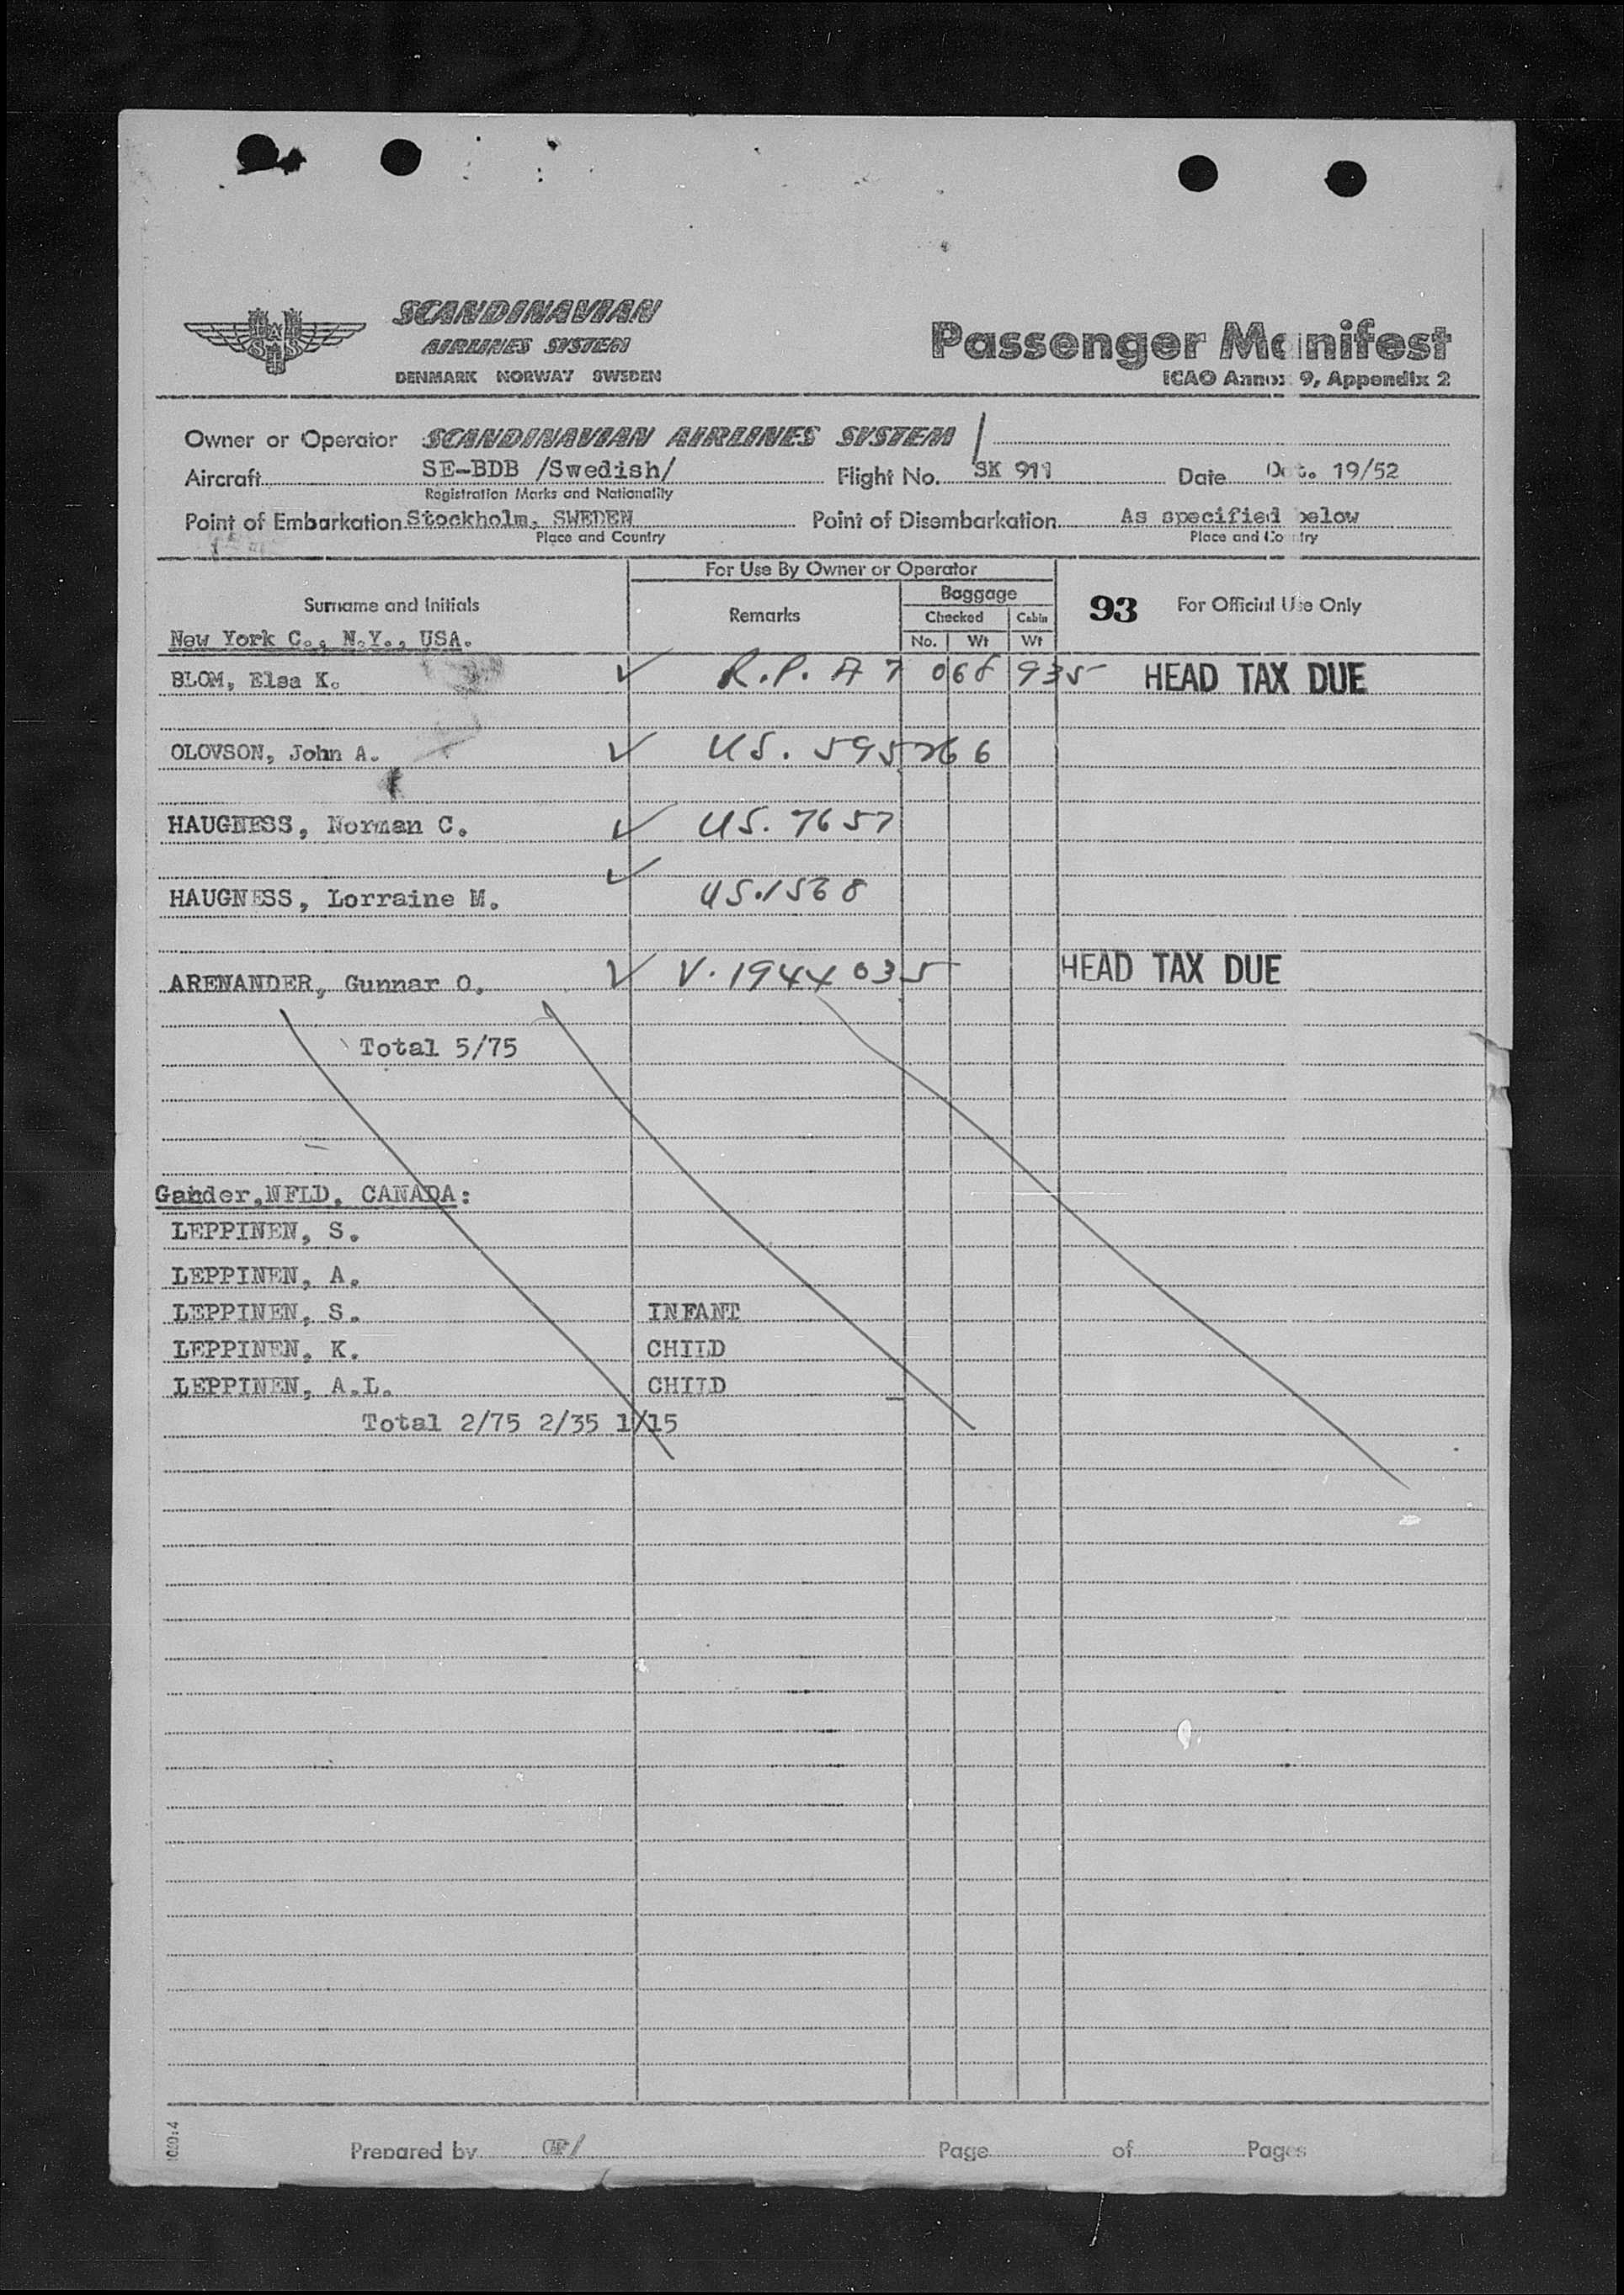 SCANDINAVIAN
AIRLINES SYSTEM
DENMARK NORWAY SWEDEN
Passenger Manifest
ICAO Annex 9, Appendix 2
Owner or Operator SCANDINAVIAN AIRLINES SYSTEM
Aircraft SE-BDB /Swedish/ Flight No. SK 911 Date Oct. 19/52
Registration Marks and Nationality
Point of Embarkation Stockholm, SWEDEN Point of Disembarkation As specified below
Place and Country Place and Country
For Use By Owner or Operator
Surname and Initials Remarks Baggage 93 For Official Use Only
Checked Cabin
No. Wt Wt
New York C., N.Y., USA.
BLOM, Elsa K. R.P. A7 068 935 HEAD TAX DUE
OLOVSON, John A. US. 595766
HAUGNESS, Norman C. US. 7657
HAUGNESS, Lorraine M. US.1568
ARENANDER, Gunnar O. V. 1944035 HEAD TAX DUE
Total 5/75
Gander,NFLD, CANADA:
LEPPINEN, S.
LEPPINEN, A.
LEPPINEN, S. INFANT
LEPPINEN, K. CHILD
LEPPINEN, A.L. CHILD
Total 2/75 2/35 1/15
Prepared by Page of Pages